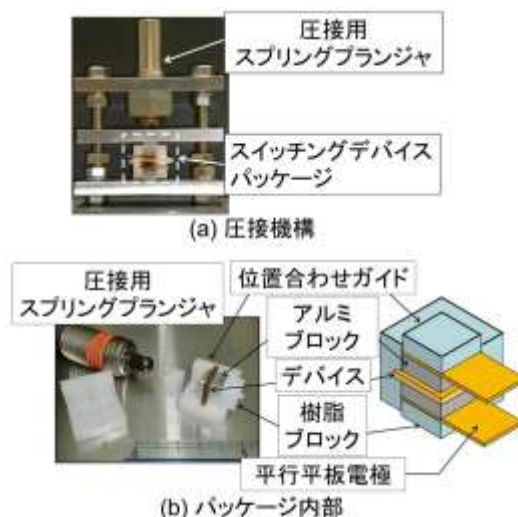 圧接用
スプリングプランジャ
スイッチングデバイス
パッケージ
(a) 圧接機構
圧接用
スプリングプランジャ
位置合わせガイド
アルミ
ブロック
デバイス
樹脂
ブロック
平行平板電極
(b) パッケージ内部